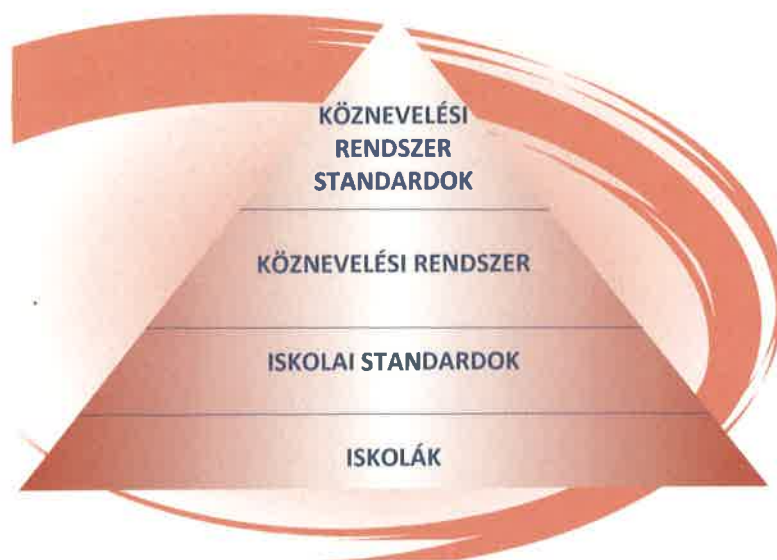 KÖZNEVELÉSI
RENDSZER
STANDARDOK
KÖZNEVELÉSI RENDSZER
ISKOLAI STANDARDOK
ISKOLÁK